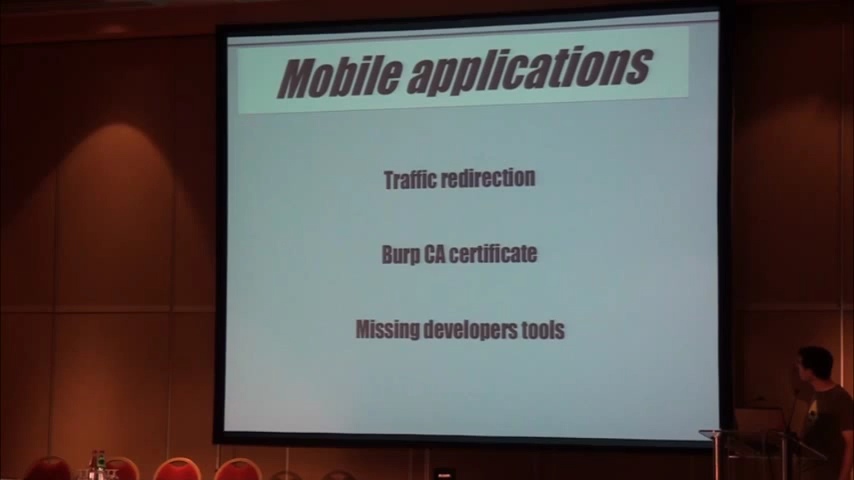 Mobile applications
Traffic redirection
Burp CA certificate
Missing developers tools